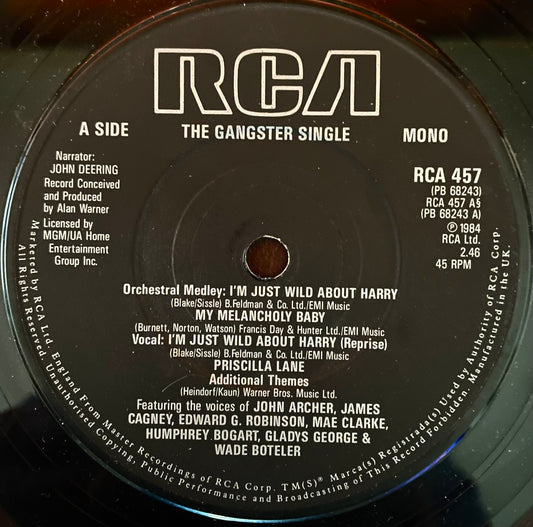 RCA
A SIDE THE GANGSTER SINGLE MONO
Narrator:
JOHN DEERING
Record Conceived
and Produced by
Alan Warner
Licensed by
MGM/UA Home
Entertainment
Group Inc.
RCA 457
(PB 68243)
RCA 457 A§
(PB 68243 A)
℗ 1984
RCA Ltd.
2.46
45 RPM
Orchestral Medley: I'M JUST WILD ABOUT HARRY
(Blake/Sissle) B.Feldman & Co. Ltd./EMI Music
MY MELANCHOLY BABY
(Burnett, Norton, Watson) Francis Day & Hunter Ltd./EMI Music
Vocal: I'M JUST WILD ABOUT HARRY (Reprise)
(Blake/Sissle) B.Feldman & Co. Ltd./EMI Music
PRISCILLA LANE
Additional Themes
(Heindorf/Kaun) Warner Bros. Music Ltd.
Featuring the voices of JOHN ARCHER, JAMES
CAGNEY, EDWARD G. ROBINSON, MAE CLARKE,
HUMPHREY BOGART, GLADYS GEORGE &
WADE BOTELER
Marketed by RCA Ltd. England From Master Recordings of RCA Corp. TM(S)® Marca(s) Registrada(s) Used by Authority of RCA Corp.
All Rights Reserved, Unauthorised Copying, Public Performance and Broadcasting of This Record Forbidden. Manufactured in the UK.